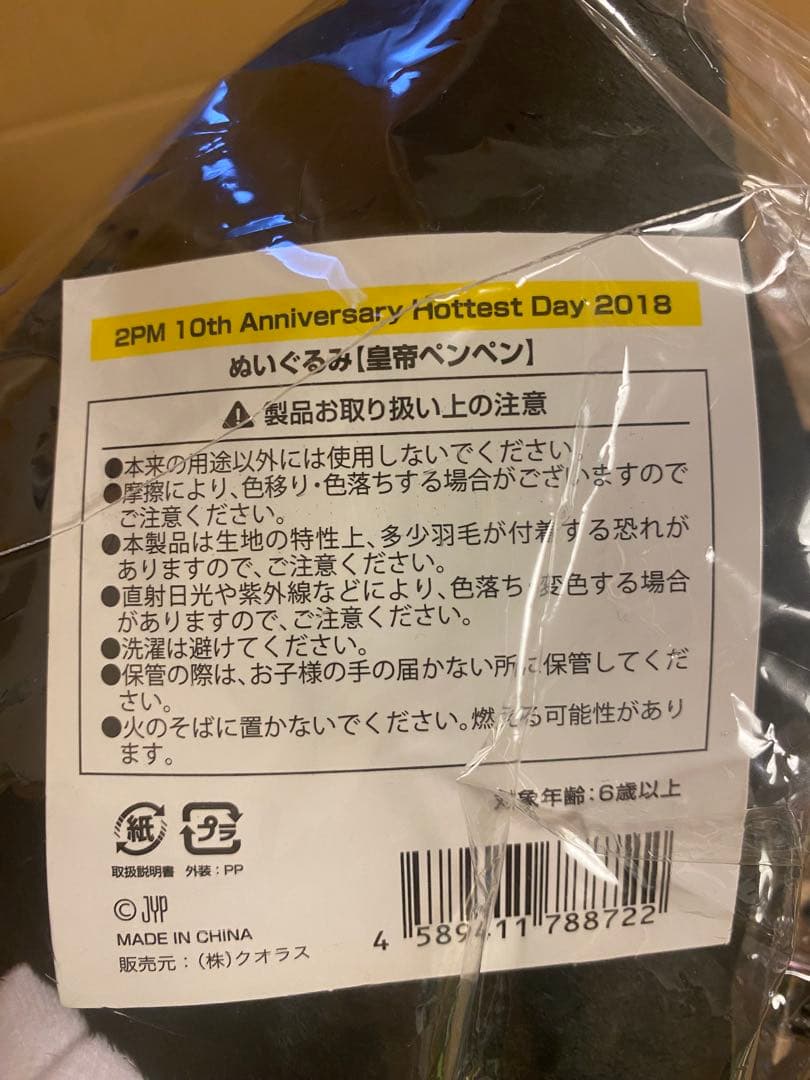 2PM 10th Anniversary Hottest Day 2018
ぬいぐるみ【皇帝ペンペン】
製品お取り扱い上の注意
●本来の用途以外には使用しないでください。
●摩擦により、色移り・色落ちする場合がございますので
ご注意ください。
●本製品は生地の特性上、多少羽毛が付着する恐れが
ありますので、ご注意ください。
●直射日光や紫外線などにより、色落ち・変色する場合
がありますので、ご注意ください。
●洗濯は避けてください。
●保管の際は、お子様の手の届かない所に保管してくだ
さい。
●火のそばに置かないでください。燃える可能性があり
ます。
対象年齢：6歳以上
紙 プラ
取扱説明書 外装：PP
© JYP
MADE IN CHINA
販売元：（株）クオラス
4 589411 788722